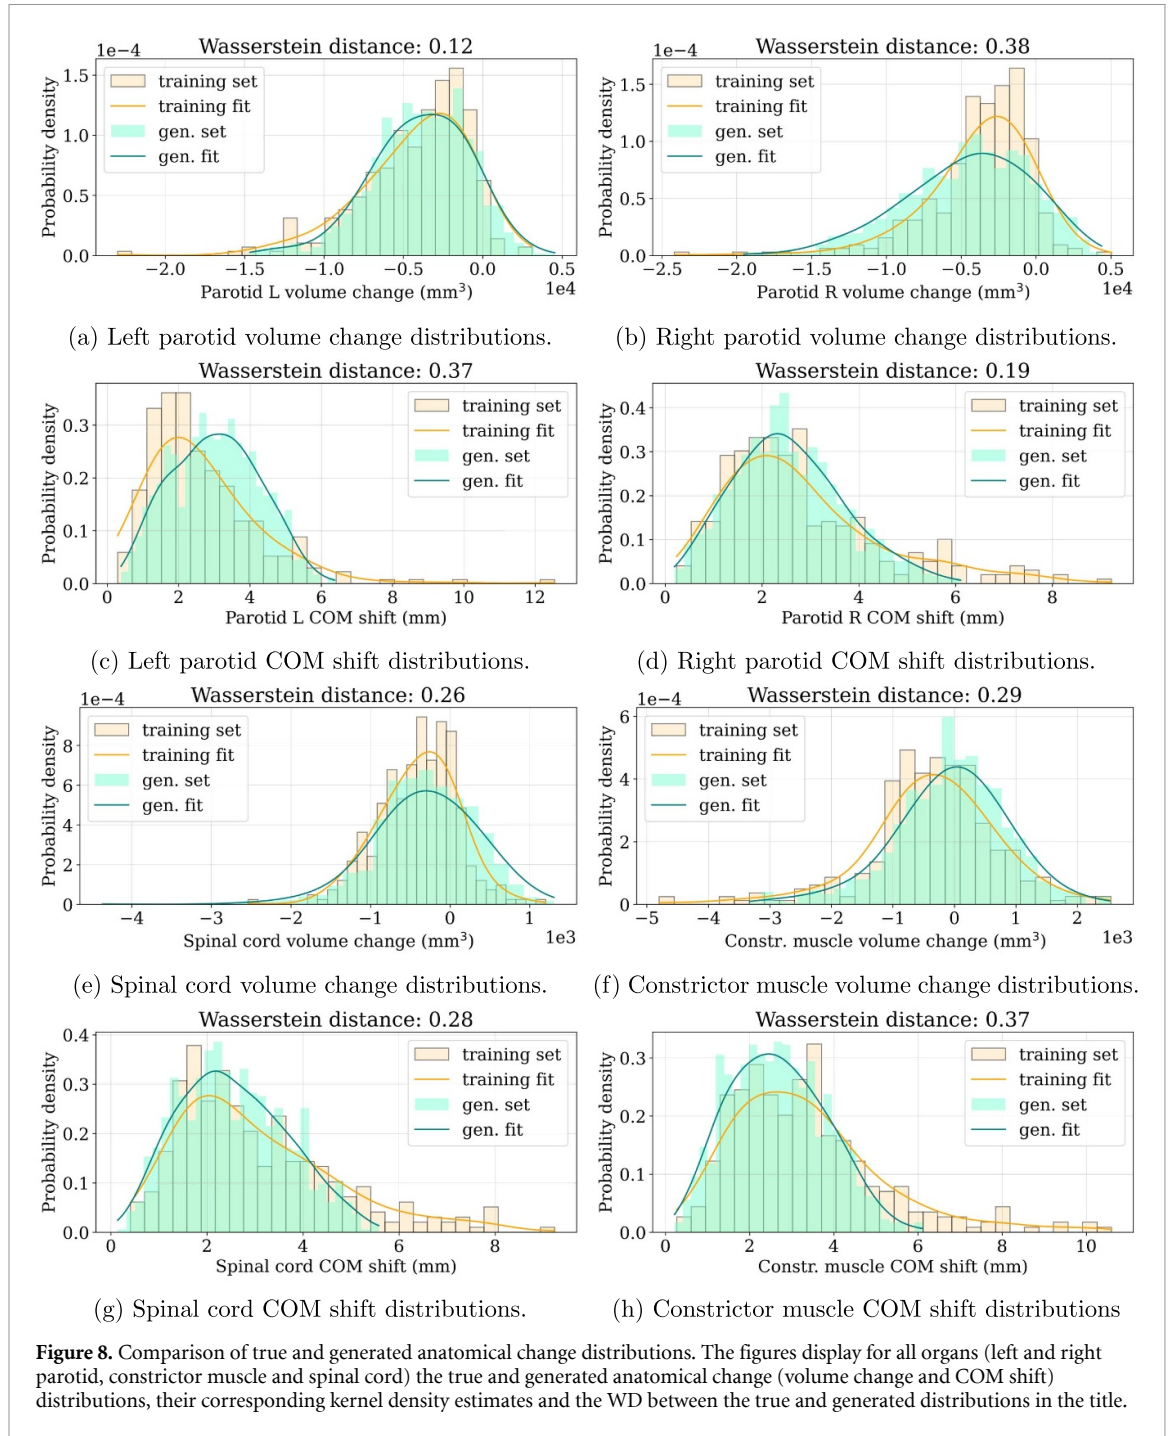 Wasserstein distance: 0.12
1e−4
Probability density
1.5
1.0
0.5
0.0
training set
training fit
gen. set
gen. fit
−2.0 −1.5 −1.0 −0.5 0.0 0.5
Parotid L volume change (mm³) 1e4
(a) Left parotid volume change distributions.
Wasserstein distance: 0.38
1e−4
Probability density
1.5
1.0
0.5
0.0
training set
training fit
gen. set
gen. fit
−2.5 −2.0 −1.5 −1.0 −0.5 0.0 0.5
Parotid R volume change (mm³) 1e4
(b) Right parotid volume change distributions.
Wasserstein distance: 0.37
Probability density
0.3
0.2
0.1
0.0
training set
training fit
gen. set
gen. fit
0 2 4 6 8 10 12
Parotid L COM shift (mm)
(c) Left parotid COM shift distributions.
Wasserstein distance: 0.19
Probability density
0.4
0.3
0.2
0.1
0.0
training set
training fit
gen. set
gen. fit
0 2 4 6 8
Parotid R COM shift (mm)
(d) Right parotid COM shift distributions.
Wasserstein distance: 0.26
1e−4
Probability density
8
6
4
2
0
training set
training fit
gen. set
gen. fit
−4 −3 −2 −1 0 1
Spinal cord volume change (mm³) 1e3
(e) Spinal cord volume change distributions.
Wasserstein distance: 0.29
1e−4
Probability density
6
4
2
0
training set
training fit
gen. set
gen. fit
−5 −4 −3 −2 −1 0 1 2
Constr. muscle volume change (mm³) 1e3
(f) Constrictor muscle volume change distributions.
Wasserstein distance: 0.28
Probability density
0.4
0.3
0.2
0.1
0.0
training set
training fit
gen. set
gen. fit
0 2 4 6 8
Spinal cord COM shift (mm)
(g) Spinal cord COM shift distributions.
Wasserstein distance: 0.37
Probability density
0.3
0.2
0.1
0.0
training set
training fit
gen. set
gen. fit
0 2 4 6 8 10
Constr. muscle COM shift (mm)
(h) Constrictor muscle COM shift distributions
Figure 8. Comparison of true and generated anatomical change distributions. The figures display for all organs (left and right
parotid, constrictor muscle and spinal cord) the true and generated anatomical change (volume change and COM shift)
distributions, their corresponding kernel density estimates and the WD between the true and generated distributions in the title.